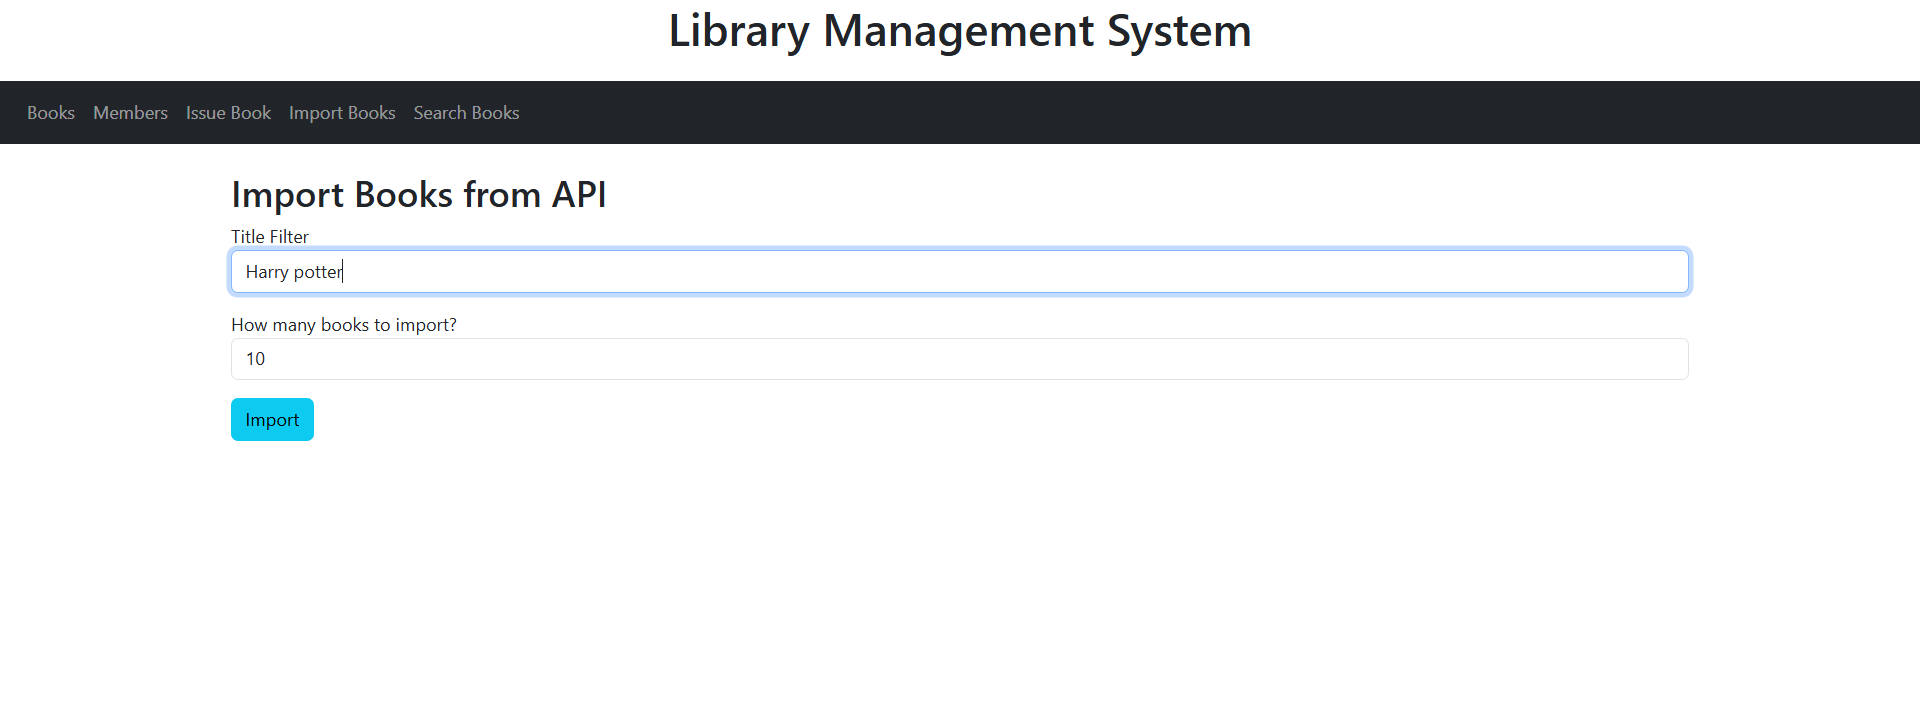 Library Management System
Books Members Issue Book Import Books Search Books
Import Books from API
Title Filter
Harry potter
How many books to import?
10
Import